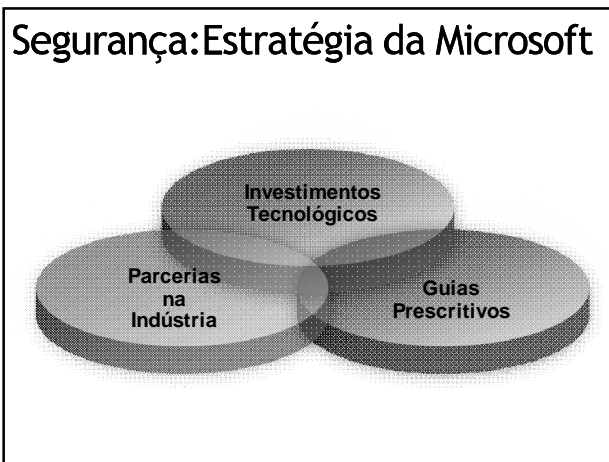 Segurança:Estratégia da Microsoft
Investimentos
Tecnológicos
Parcerias
na
Indústria
Guias
Prescritivos